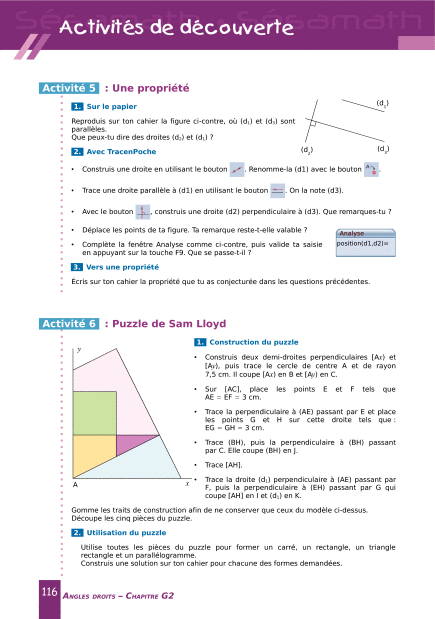 Sésamath Sésamath
Activités de découverte
Activité 5 : Une propriété
1. Sur le papier
Reproduis sur ton cahier la figure ci-contre, où (d1) et (d3) sont
parallèles.
Que peux-tu dire des droites (d2) et (d1) ?
(d1)
(d2)
(d3)
2. Avec TracenPoche
• Construis une droite en utilisant le bouton . Renomme-la (d1) avec le bouton A .
• Trace une droite parallèle à (d1) en utilisant le bouton . On la note (d3).
• Avec le bouton , construis une droite (d2) perpendiculaire à (d3). Que remarques-tu ?
• Déplace les points de ta figure. Ta remarque reste-t-elle valable ?
• Complète la fenêtre Analyse comme ci-contre, puis valide ta saisie
en appuyant sur la touche F9. Que se passe-t-il ?
Analyse
position(d1,d2)=
3. Vers une propriété
Ecris sur ton cahier la propriété que tu as conjecturée dans les questions précédentes.
Activité 6 : Puzzle de Sam Lloyd
y
A
x
1. Construction du puzzle
• Construis deux demi-droites perpendiculaires [Ax) et
[Ay), puis trace le cercle de centre A et de rayon
7,5 cm. Il coupe [Ax) en B et [Ay) en C.
• Sur [AC], place les points E et F tels que
AE = EF = 3 cm.
• Trace la perpendiculaire à (AE) passant par E et place
les points G et H sur cette droite tels que :
EG = GH = 3 cm.
• Trace (BH), puis la perpendiculaire à (BH) passant
par C. Elle coupe (BH) en J.
• Trace [AH].
• Trace la droite (d1) perpendiculaire à (AE) passant par
F, puis la perpendiculaire à (EH) passant par G qui
coupe [AH] en I et (d1) en K.
Gomme les traits de construction afin de ne conserver que ceux du modèle ci-dessus.
Découpe les cinq pièces du puzzle.
2. Utilisation du puzzle
Utilise toutes les pièces du puzzle pour former un carré, un rectangle, un triangle
rectangle et un parallélogramme.
Construis une solution sur ton cahier pour chacune des formes demandées.
116 ANGLES DROITS – CHAPITRE G2